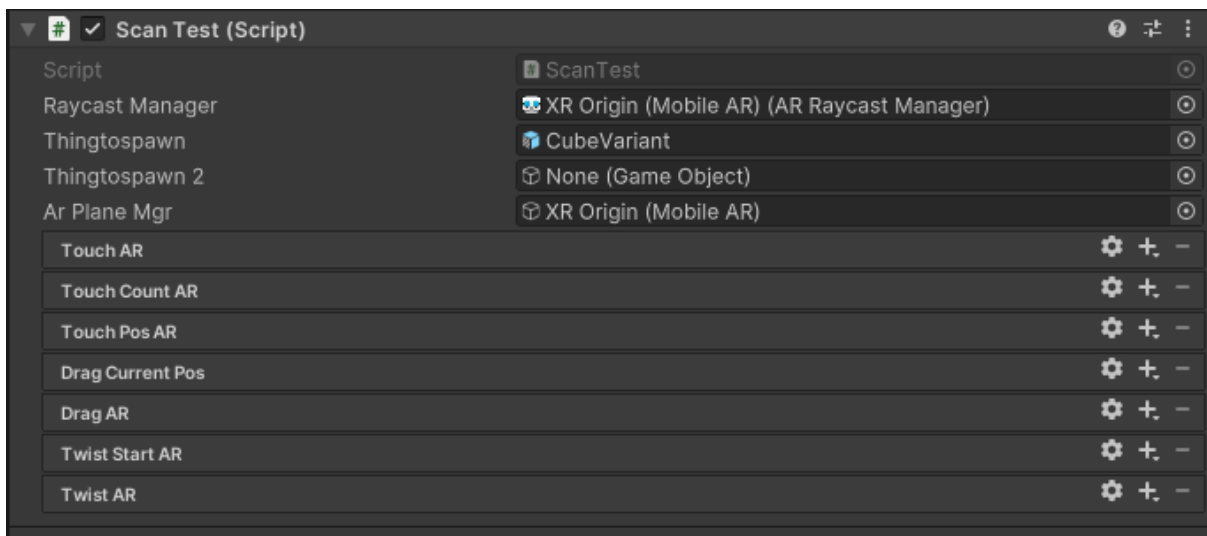 Scan Test (Script)
Script ScanTest
Raycast Manager XR Origin (Mobile AR) (AR Raycast Manager)
Thingtospawn CubeVariant
Thingtospawn 2 None (Game Object)
Ar Plane Mgr XR Origin (Mobile AR)
Touch AR
Touch Count AR
Touch Pos AR
Drag Current Pos
Drag AR
Twist Start AR
Twist AR